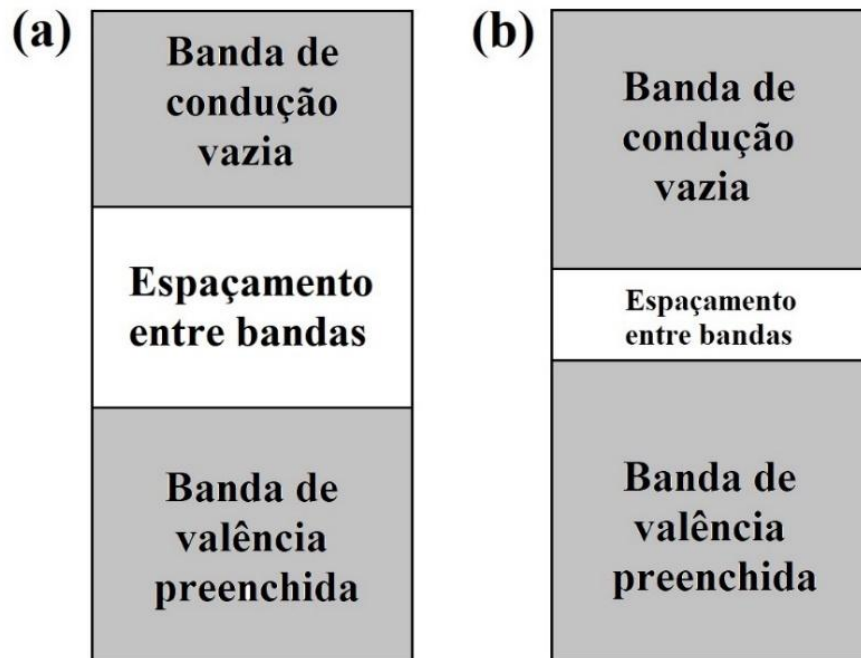 (a)
Banda de
condução
vazia
Espaçamento
entre bandas
Banda de
valência
preenchida
(b)
Banda de
condução
vazia
Espaçamento
entre bandas
Banda de
valência
preenchida